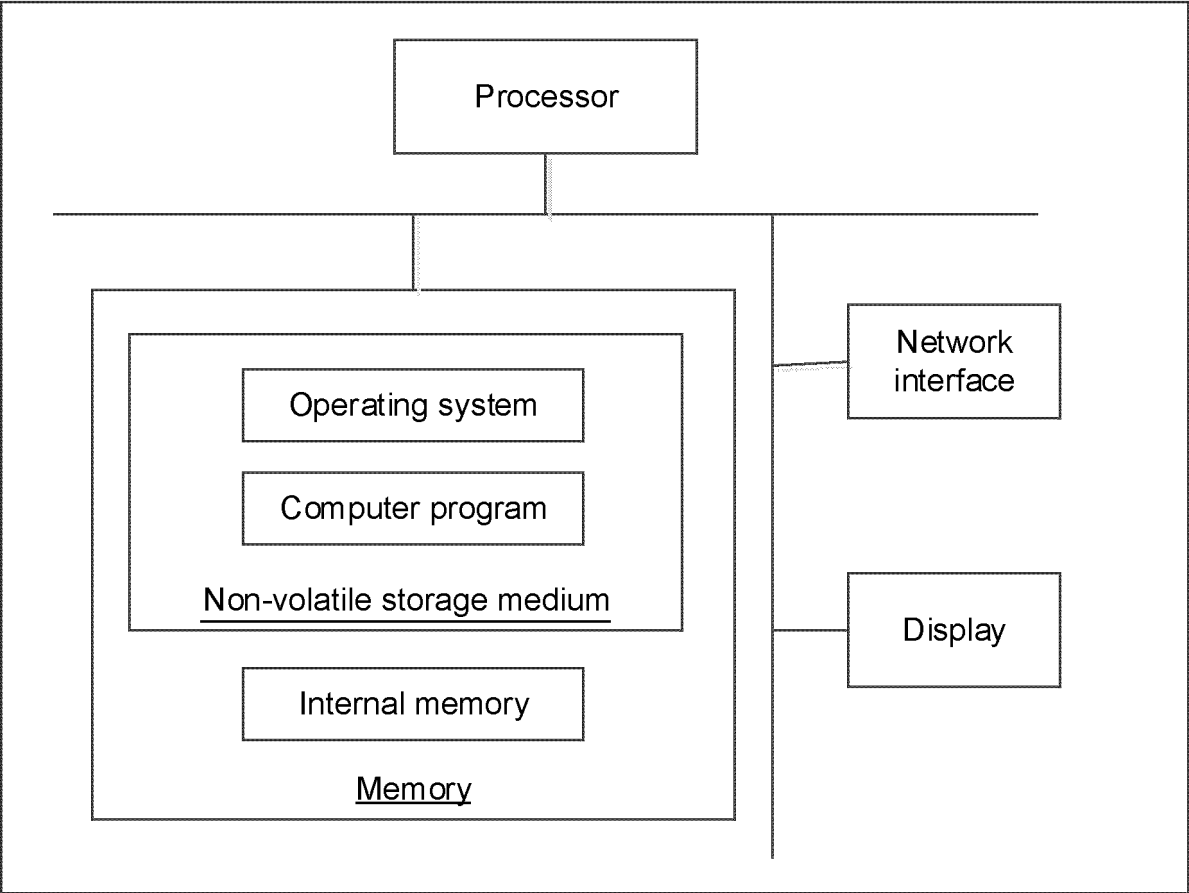 Processor
Network
interface
Operating system
Computer program
Non-volatile storage medium
Display
Internal memory
Memory